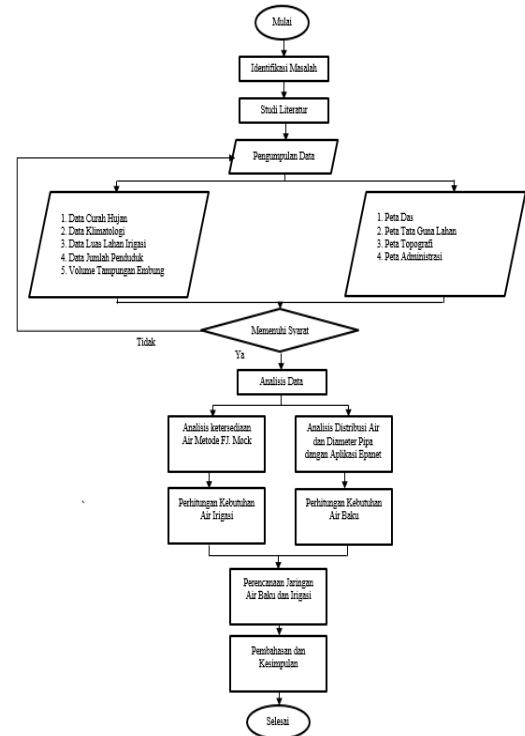 Mulai
Identifikasi Masalah
Studi Literatur
Pengumpulan Data
1. Data Curah Hujan
2. Data Klimatologi
3. Data Luas Lahan Irigasi
4. Data Jumlah Penduduk
5. Volume Tampungan Embung
1. Peta Das
2. Peta Tata Guna Lahan
3. Peta Topografi
4. Peta Administrasi
Memenuhi Syarat
Tidak
Ya
Analisis Data
Analisis ketersediaan
Air Metode FJ. Mock
Analisis Distribusi Air
dan Diameter Pipa
dangan Aplikasi Epanet
Perhitungan Kebutuhan
Air Irigasi
Perhitungan Kebutuhan
Air Baku
Perencanaan Jaringan
Air Baku dan Irigasi
Pembahasan dan
Kesimpulan
Selesai